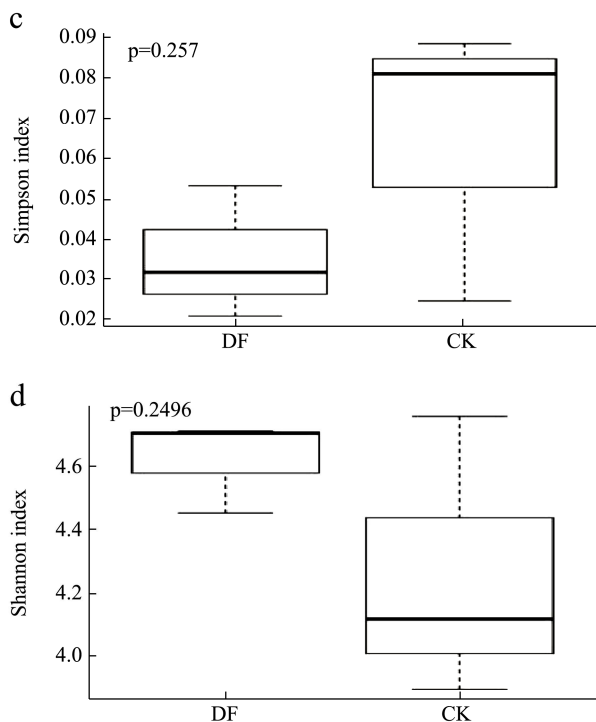 c
p=0.257
0.09
0.08
0.07
0.06
0.05
0.04
0.03
0.02
Simpson index
DF
CK
d
p=0.2496
4.6
4.4
4.2
4.0
Shannon index
DF
CK